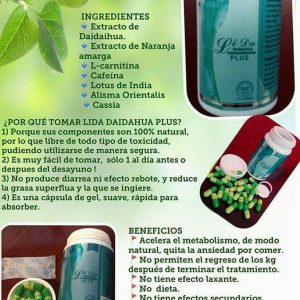 INGREDIENTES
Extracto de
Daidaihua.
Extracto de Naranja
amarga
L-carnitina
Cafeína
Lotus de India
Alisma Orientalis
Cassia
LiDa
PLUS
¿POR QUÉ TOMAR LIDA DAIDAHUA PLUS?
1) Porque sus componentes son 100% natural,
por lo que libre de todo tipo de toxicidad,
pudiendo utilizarse de manera segura.
2) Es muy fácil de tomar, sólo 1 al día antes o
despues del desayuno !
3) No produce diarrea ni efecto rebote, y reduce
la grasa superflua y la que se ingiere.
4) Es una cápsula de gel, suave, rápida para
absorber.
BENEFICIOS
Acelera el metabolismo, de modo
natural, quita la ansiedad por comer.
No permiten el regreso de los kg
después de terminar el tratamiento.
No tiene efecto laxante.
No dieta.
No tiene efectos secundarios